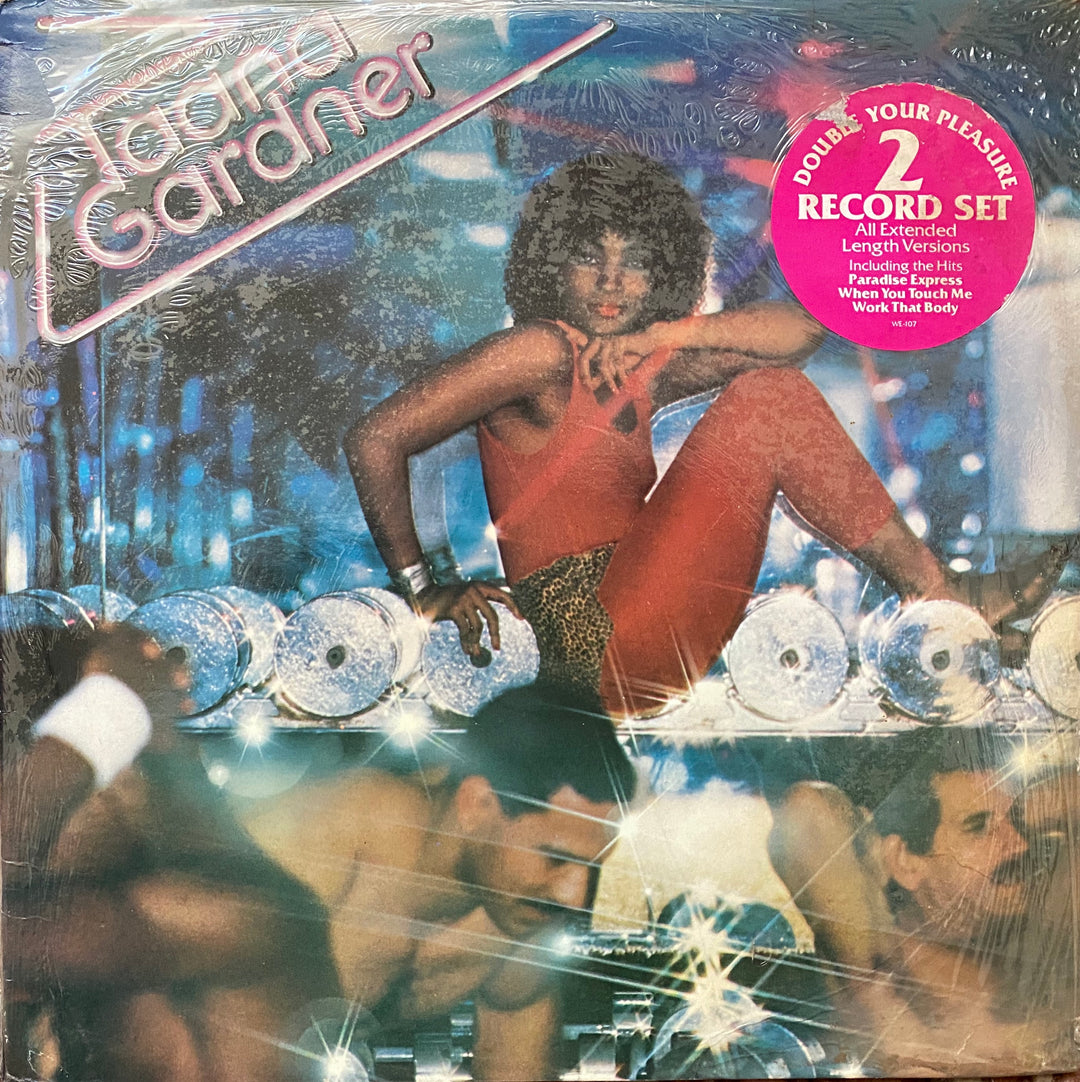 Taana
Gardner
DOUBLE YOUR PLEASURE
2
RECORD SET
All Extended
Length Versions
Including the Hits
Paradise Express
When You Touch Me
Work That Body
WE-107